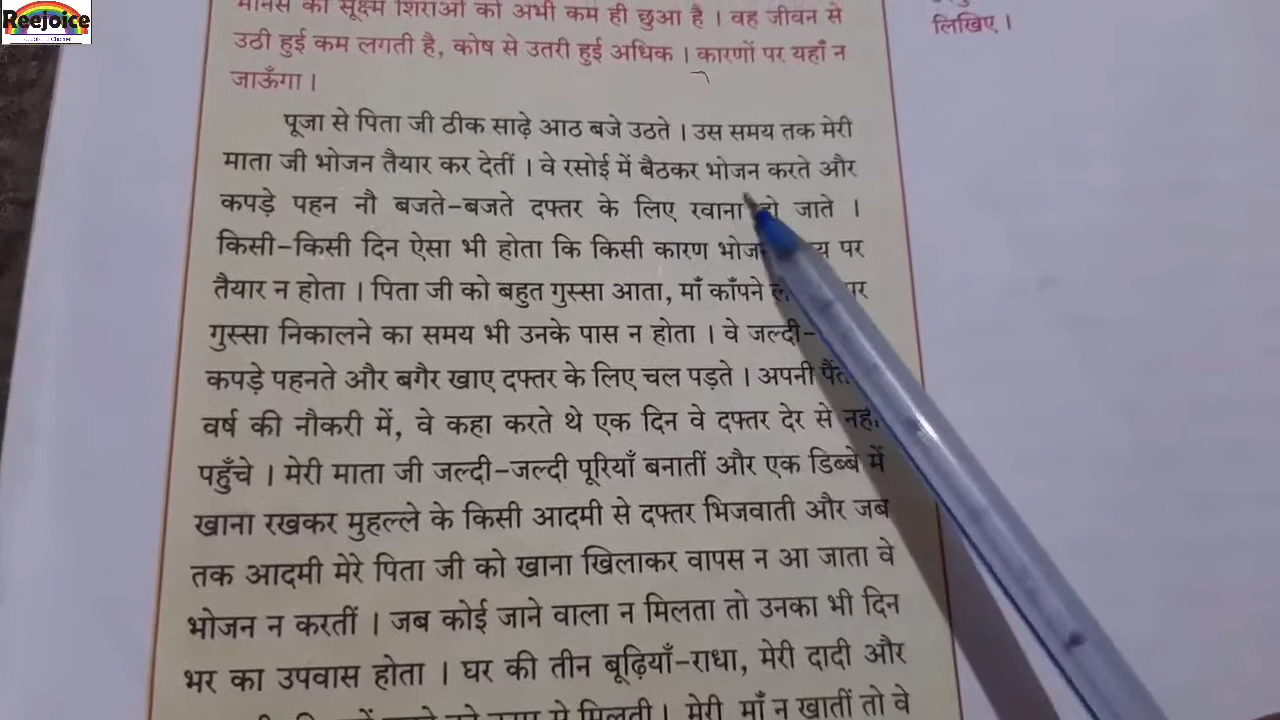 Reejoice
मानस की सूक्ष्म शिराओं को अभी कम ही छुआ है । वह जीवन से
उठी हुई कम लगती है, कोष से उतरी हुई अधिक । कारणों पर यहाँ न
जाऊँगा ।
लिखिए ।
पूजा से पिता जी ठीक साढ़े आठ बजे उठते । उस समय तक मेरी
माता जी भोजन तैयार कर देतीं । वे रसोई में बैठकर भोजन करते और
कपड़े पहन नौ बजते-बजते दफ्तर के लिए रवाना हो जाते ।
किसी-किसी दिन ऐसा भी होता कि किसी कारण भोजन पर
तैयार न होता । पिता जी को बहुत गुस्सा आता, माँ काँपने
गुस्सा निकालने का समय भी उनके पास न होता । वे जल्दी-
कपड़े पहनते और बगैर खाए दफ्तर के लिए चल पड़ते । अपनी
वर्ष की नौकरी में, वे कहा करते थे एक दिन वे दफ्तर देर से नहीं
पहुँचे । मेरी माता जी जल्दी-जल्दी पूरियाँ बनातीं और एक डिब्बे में
खाना रखकर मुहल्ले के किसी आदमी से दफ्तर भिजवाती और जब
तक आदमी मेरे पिता जी को खाना खिलाकर वापस न आ जाता वे
भोजन न करतीं । जब कोई जाने वाला न मिलता तो उनका भी दिन
भर का उपवास होता । घर की तीन बूढ़ियाँ-राधा, मेरी दादी और
मिलती । मेरी माँ न खातीं तो वे